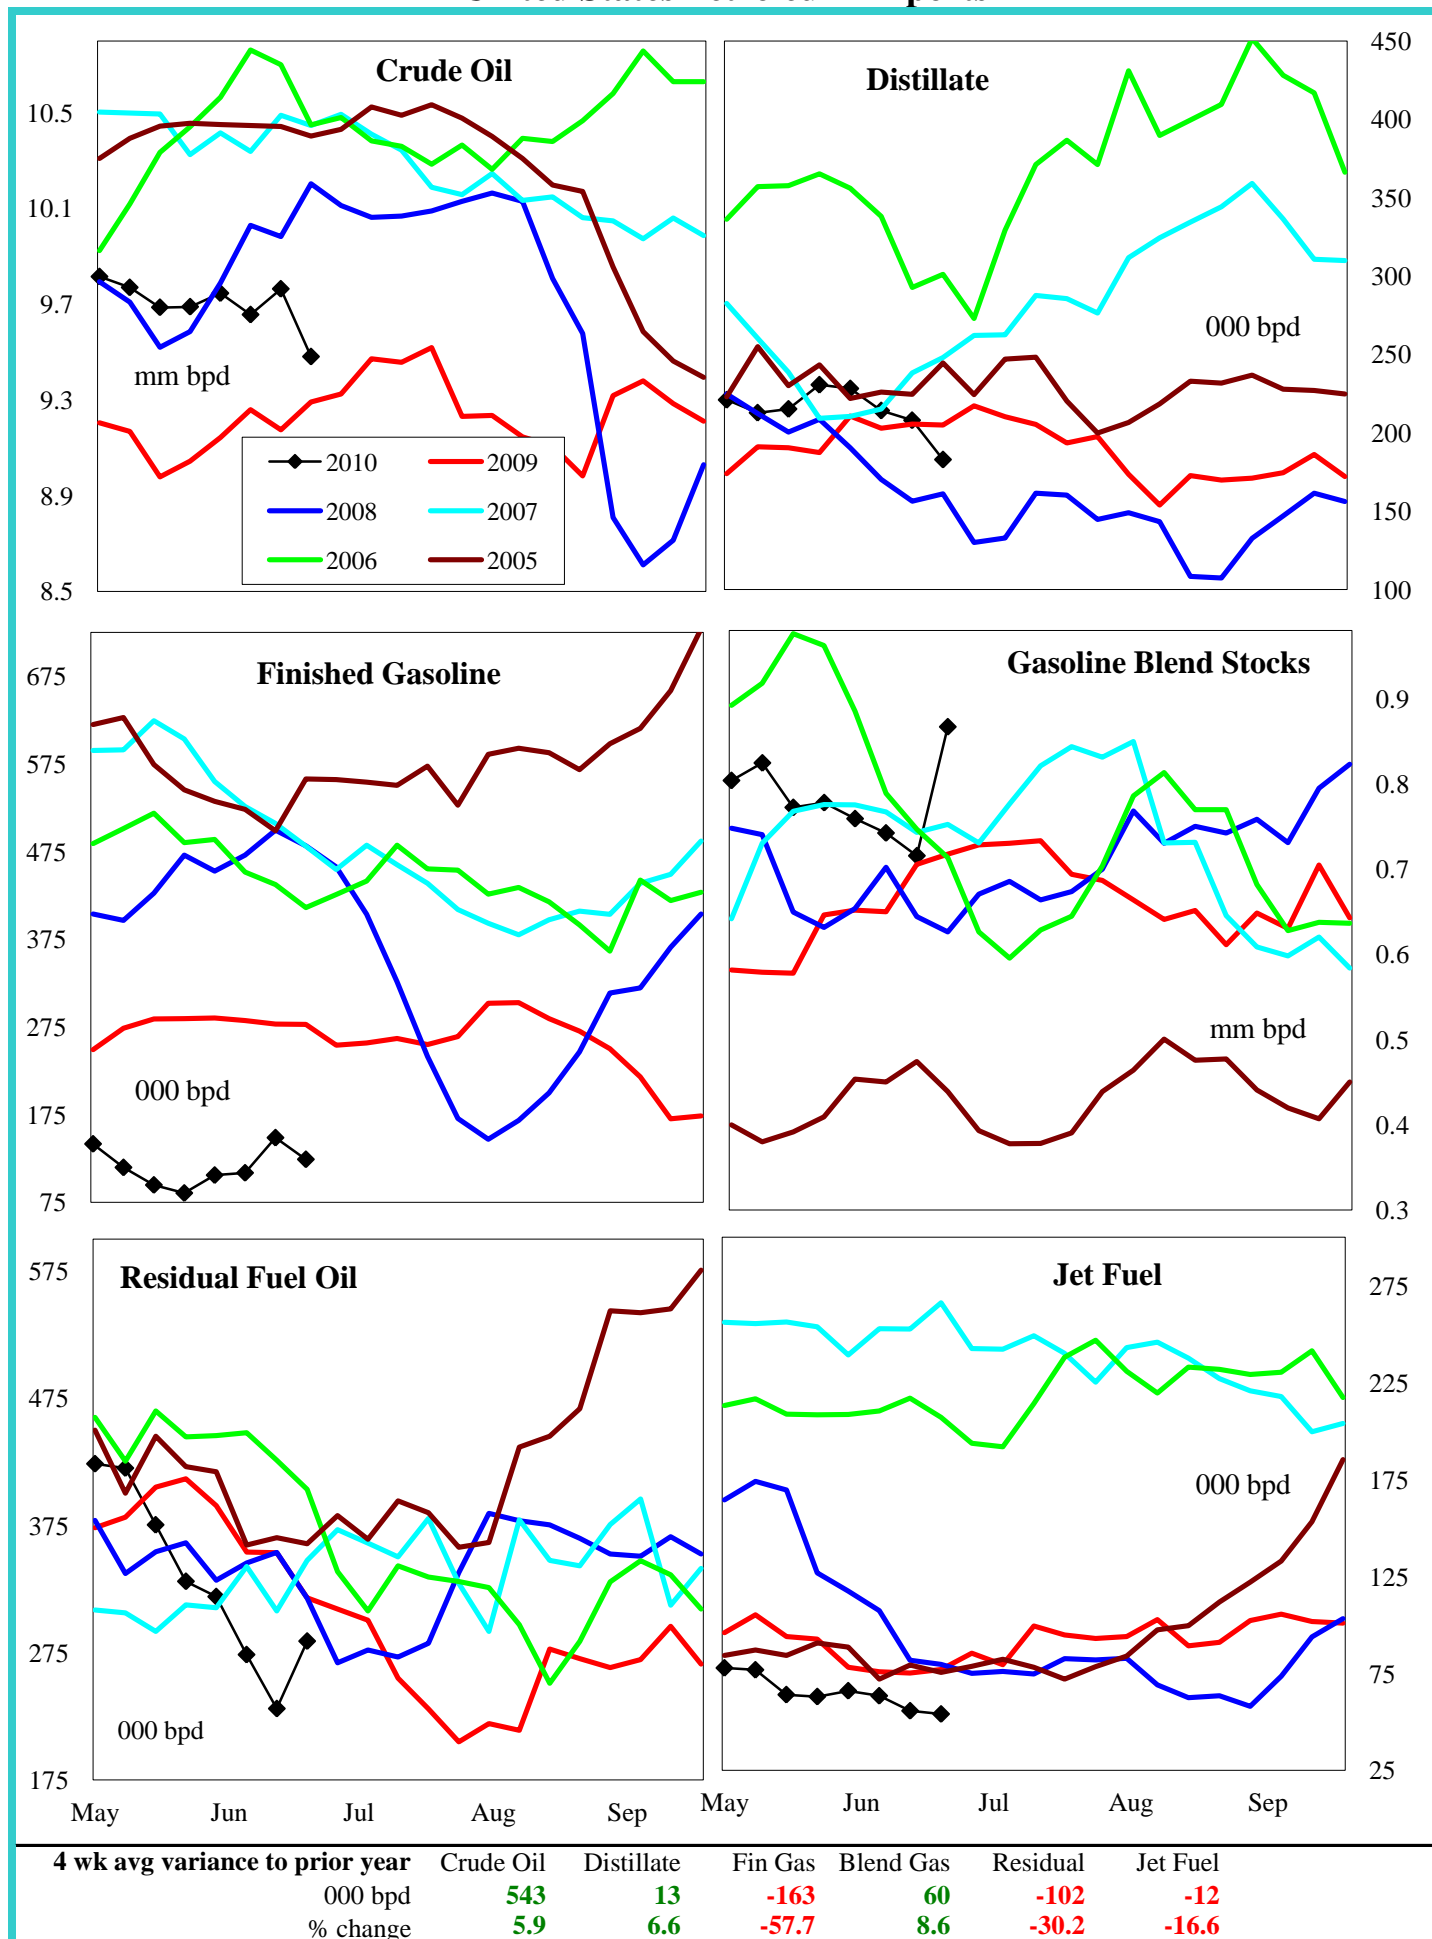 Crude Oil
10.5
10.1
9.7
9.3
8.9
8.5
mm bpd
2010
2009
2008
2007
2006
2005
Distillate
450
400
350
300
250
200
150
100
000 bpd
Finished Gasoline
675
575
475
375
275
175
75
000 bpd
Gasoline Blend Stocks
0.9
0.8
0.7
0.6
0.5
0.4
0.3
mm bpd
Residual Fuel Oil
575
475
375
275
175
000 bpd
May Jun Jul Aug Sep
Jet Fuel
275
225
175
125
75
25
000 bpd
May Jun Jul Aug Sep
4 wk avg variance to prior year Crude Oil Distillate Fin Gas Blend Gas Residual Jet Fuel
000 bpd 543 13 -163 60 -102 -12
% change 5.9 6.6 -57.7 8.6 -30.2 -16.6